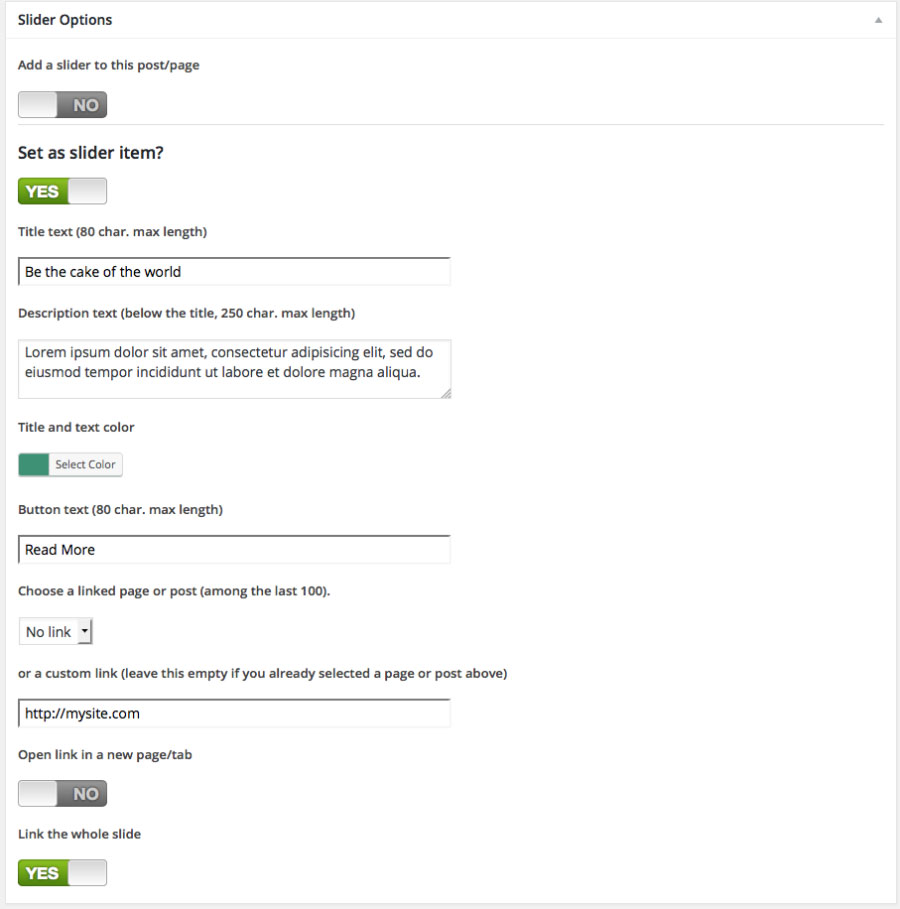 Slider Options
Add a slider to this post/page
NO
Set as slider item?
YES
Title text (80 char. max length)
Be the cake of the world
Description text (below the title, 250 char. max length)
Lorem ipsum dolor sit amet, consectetur adipisicing elit, sed do
eiusmod tempor incididunt ut labore et dolore magna aliqua.
Title and text color
Select Color
Button text (80 char. max length)
Read More
Choose a linked page or post (among the last 100).
No link
or a custom link (leave this empty if you already selected a page or post above)
http://mysite.com
Open link in a new page/tab
NO
Link the whole slide
YES